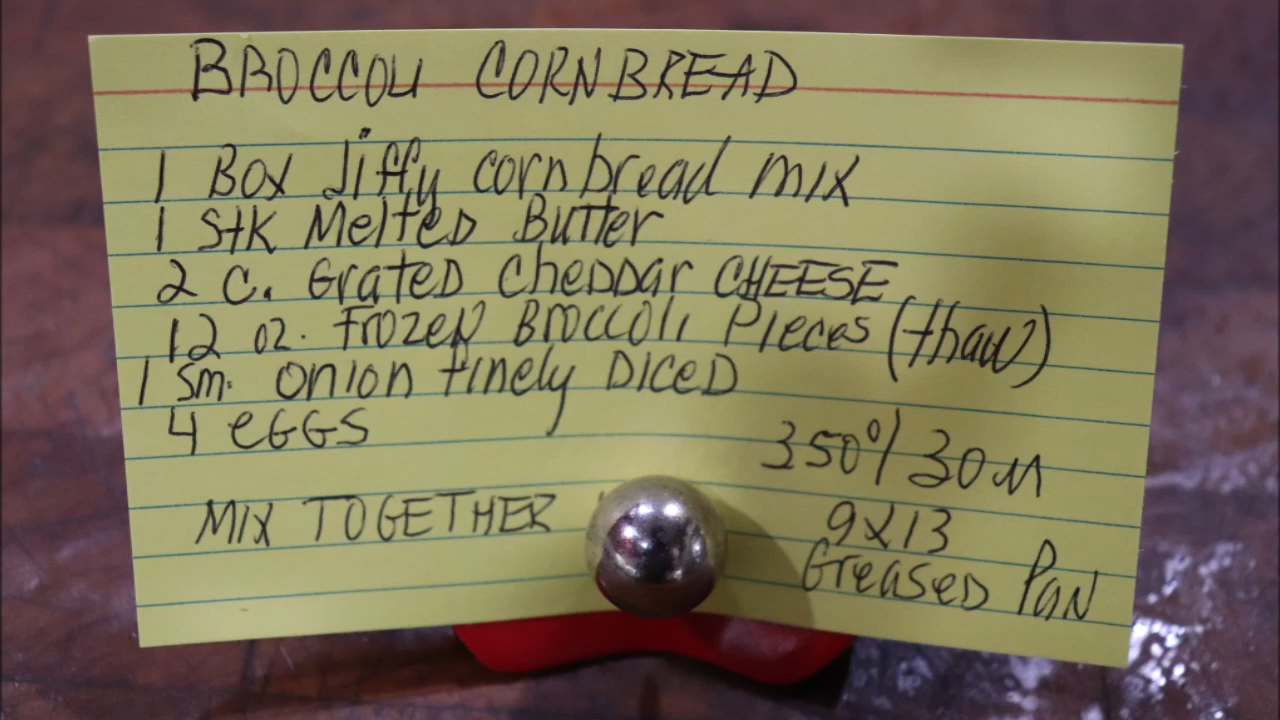 BROCCOLI CORNBREAD
1 Box Jiffy cornbread mix
1 Stk Melted Butter
2 C. Grated Cheddar CHEESE
12 oz. Frozen Broccoli Pieces (thaw)
1 Sm. onion finely Diced
4 eGGS
350°/30m
MIX TOGETHER
9x13
Greased Pan